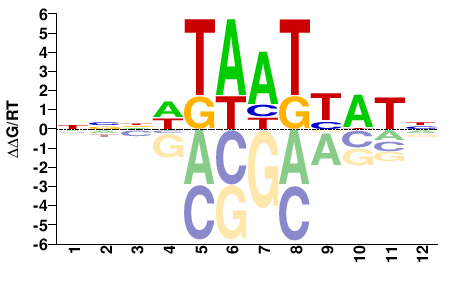 6
5
4
3
2
1
0
-1
-2
-3
-4
-5
-6
ΔΔG/RT
T A A T
A C G T T A T
G T T G C
G A C G A A C G A C G
C G C
1 2 3 4 5 6 7 8 9 10 11 12